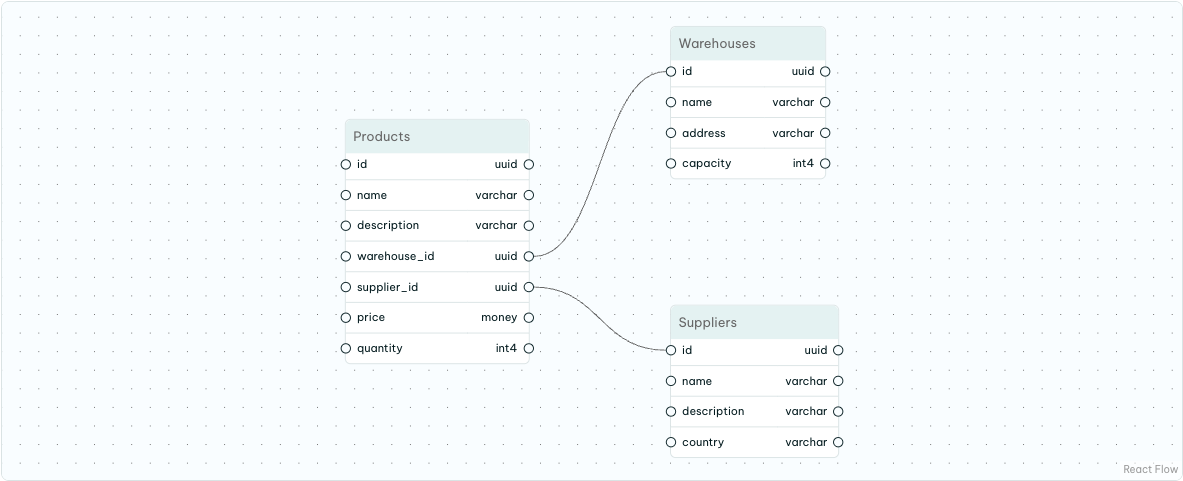 Products
id uuid
name varchar
description varchar
warehouse_id uuid
supplier_id uuid
price money
quantity int4
Warehouses
id uuid
name varchar
address varchar
capacity int4
Suppliers
id uuid
name varchar
description varchar
country varchar
React Flow